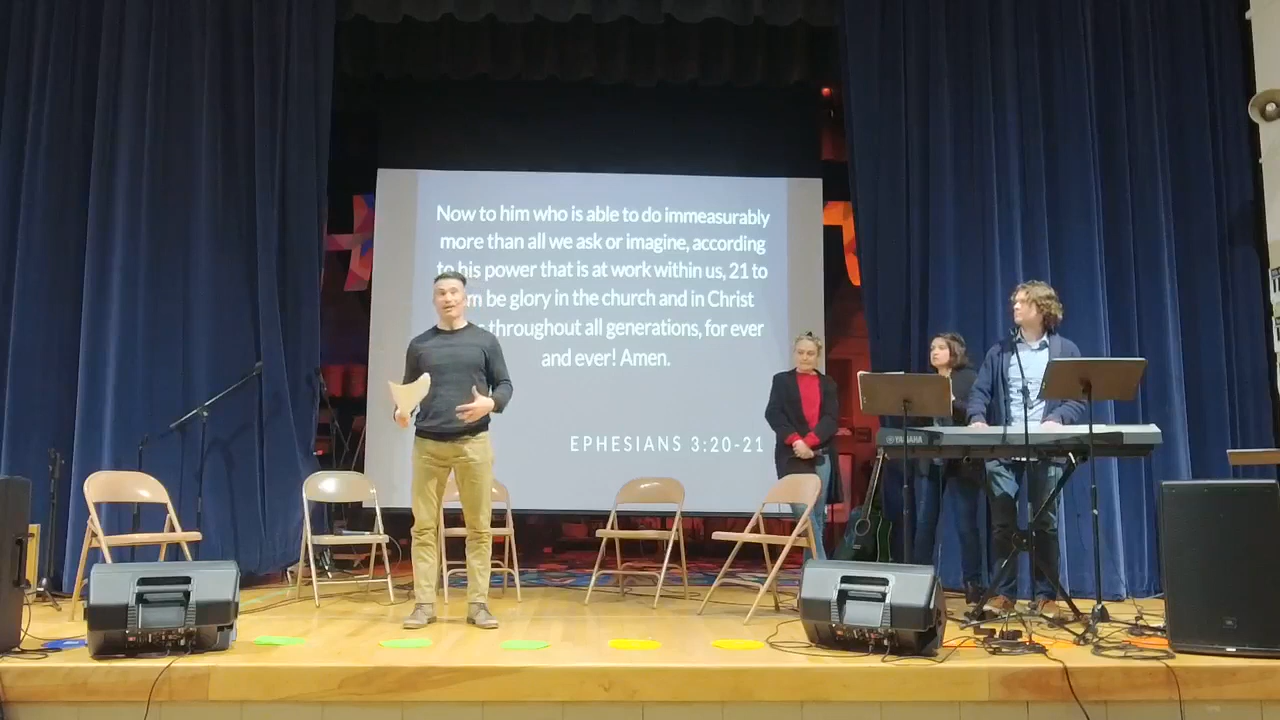 Now to him who is able to do immeasurably
more than all we ask or imagine, according
to his power that is at work within us, 21 to
be glory in the church and in Christ
throughout all generations, for ever
and ever! Amen.
EPHESIANS 3:20-21
YAMAHA